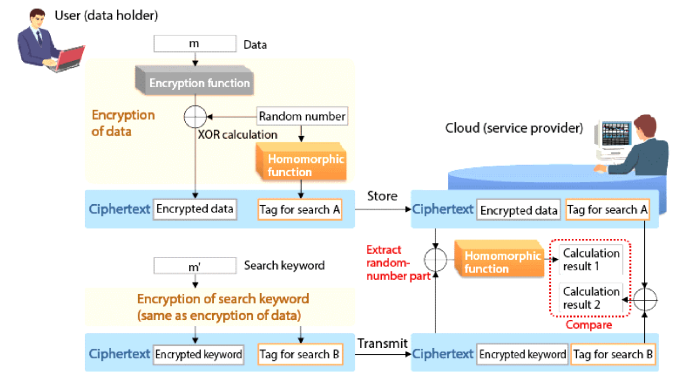 User (data holder)
m
Data
Encryption function
Encryption
of data
Random number
XOR calculation
Homomorphic
function
Cloud (service provider)
Ciphertext
Encrypted data
Tag for search A
Store
Ciphertext
Encrypted data
Tag for search A
Extract
random-
number part
Homomorphic
function
Calculation
result 1
Calculation
result 2
Compare
m'
Search keyword
Encryption of search keyword
(same as encryption of data)
Ciphertext
Encrypted keyword
Tag for search B
Transmit
Ciphertext
Encrypted keyword
Tag for search B